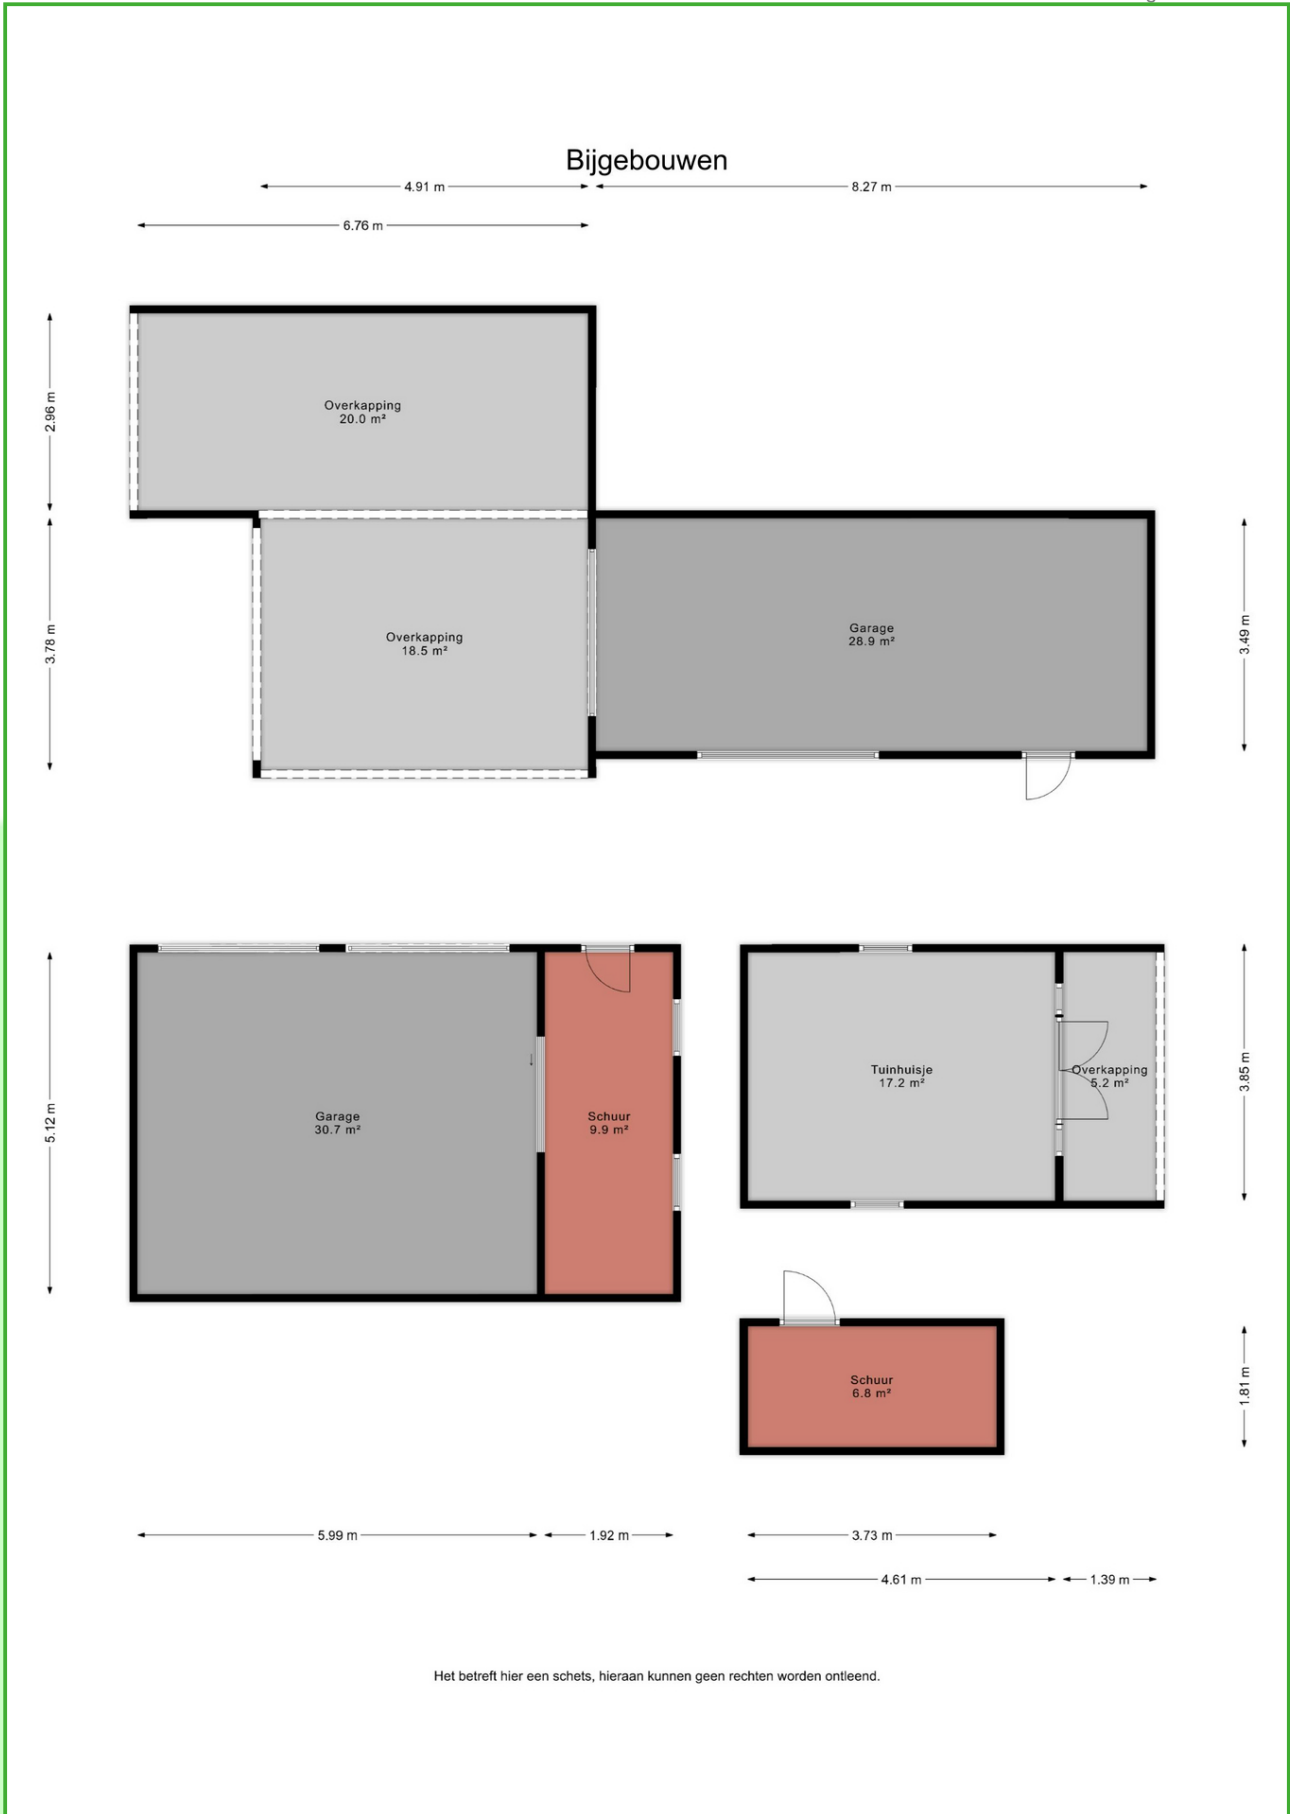 Bijgebouwen
4.91 m
8.27 m
6.76 m
2.96 m
Overkapping
20.0 m²
3.78 m
Overkapping
18.5 m²
Garage
28.9 m²
3.49 m
5.12 m
Garage
30.7 m²
Schuur
9.9 m²
Tuinhuisje
17.2 m²
Overkapping
5.2 m²
3.85 m
Schuur
6.8 m²
1.81 m
5.99 m
1.92 m
3.73 m
4.61 m
1.39 m
Het betreft hier een schets, hieraan kunnen geen rechten worden ontleend.